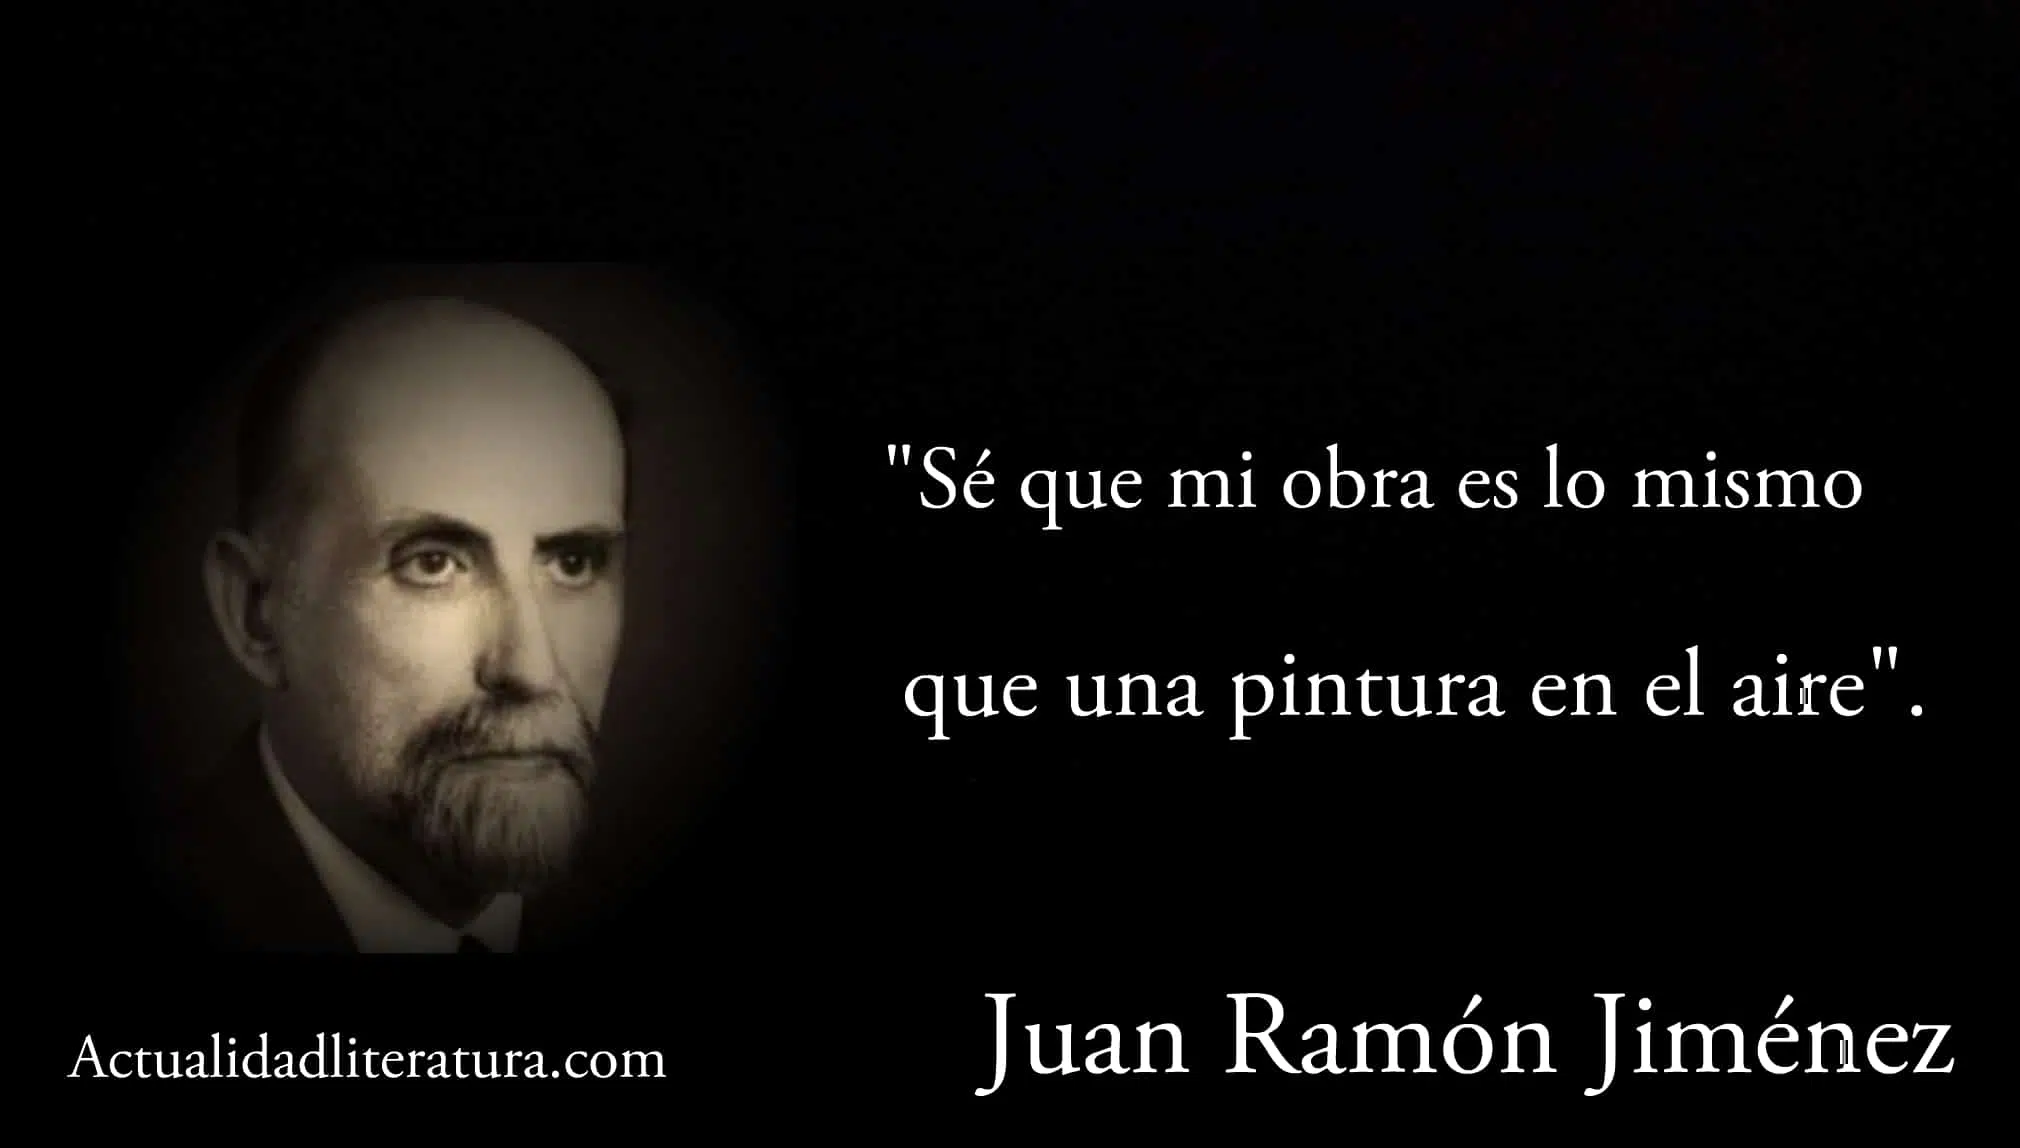 "Sé que mi obra es lo mismo
que una pintura en el aire".
Juan Ramón Jiménez
Actualidadliteratura.com